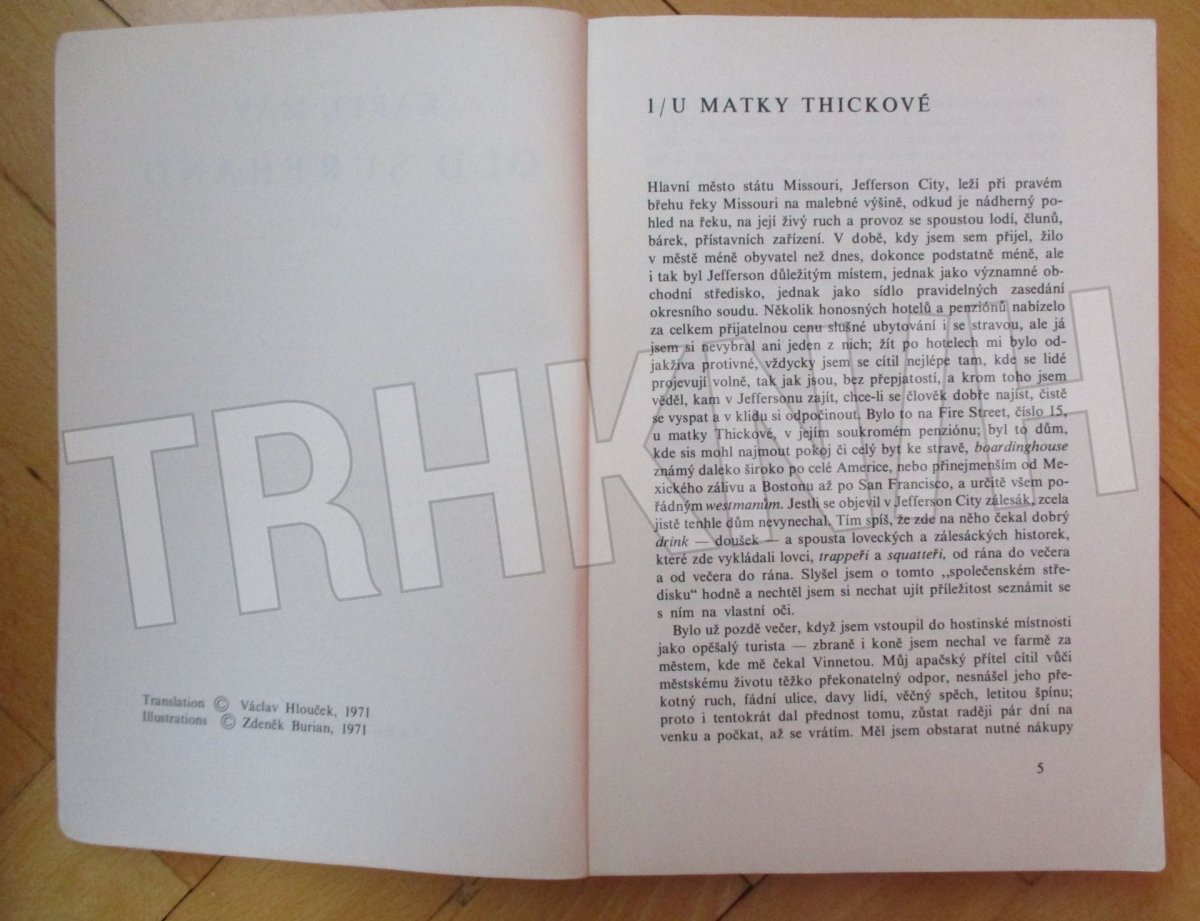 Translation © Václav Hlouček, 1971
Illustrations © Zdeněk Burian, 1971
1/U MATKY THICKOVÉ
Hlavní město státu Missouri, Jefferson City, leží při pravém
břehu řeky Missouri na malebné výšině, odkud je nádherný po-
hled na řeku, na její živý ruch a provoz se spoustou lodí, člunů,
bárek, přístavních zařízení. V době, kdy jsem sem přijel, žilo
v městě méně obyvatel než dnes, dokonce podstatně méně, ale
i tak byl Jefferson důležitým místem, jednak jako významné ob-
chodní středisko, jednak jako sídlo pravidelných zasedání
okresního soudu. Několik honosných hotelů a penziónů nabízelo
za celkem přijatelnou cenu slušné ubytování i se stravou, ale já
jsem si nevybral ani jeden z nich; žít po hotelech mi bylo od-
jakživa protivné, vždycky jsem se cítil nejlépe tam, kde se lidé
projevují volně, tak jak jsou, bez přepjatostí, a krom toho jsem
věděl, kam v Jeffersonu zajít, chce-li se člověk dobře najíst, čistě
se vyspat a v klidu si odpočinout. Bylo to na Fire Street, číslo 15,
u matky Thickové, v jejím soukromém penziónu; byl to dům,
kde sis mohl najmout pokoj či celý byt ke stravě, boardinghouse
známý daleko široko po celé Americe, nebo přinejmenším od Me-
xického zálivu a Bostonu až po San Francisco, a určitě všem po-
řádným westmanům. Jestli se objevil v Jefferson City zálesák, zcela
jistě tenhle dům nevynechal. Tím spíš, že zde na něho čekal dobrý
drink — doušek — a spousta loveckých a zálesáckých historek,
které zde vykládali lovci, trappeři a squatteři, od rána do večera
a od večera do rána. Slyšel jsem o tomto „společenském stře-
disku“ hodně a nechtěl jsem si nechat ujít příležitost seznámit se
s ním na vlastní oči.
Bylo už pozdě večer, když jsem vstoupil do hostinské místnosti
jako opěšalý turista — zbraně i koně jsem nechal ve farmě za
městem, kde mě čekal Vinnetou. Můj apačský přítel cítil vůči
městskému životu těžko překonatelný odpor, nesnášel jeho pře-
kotný ruch, fádní ulice, davy lidí, věčný spěch, letitou špínu;
proto i tentokrát dal přednost tomu, zůstat raději pár dní na
venku a počkat, až se vrátím. Měl jsem obstarat nutné nákupy
5
TRHKNIH